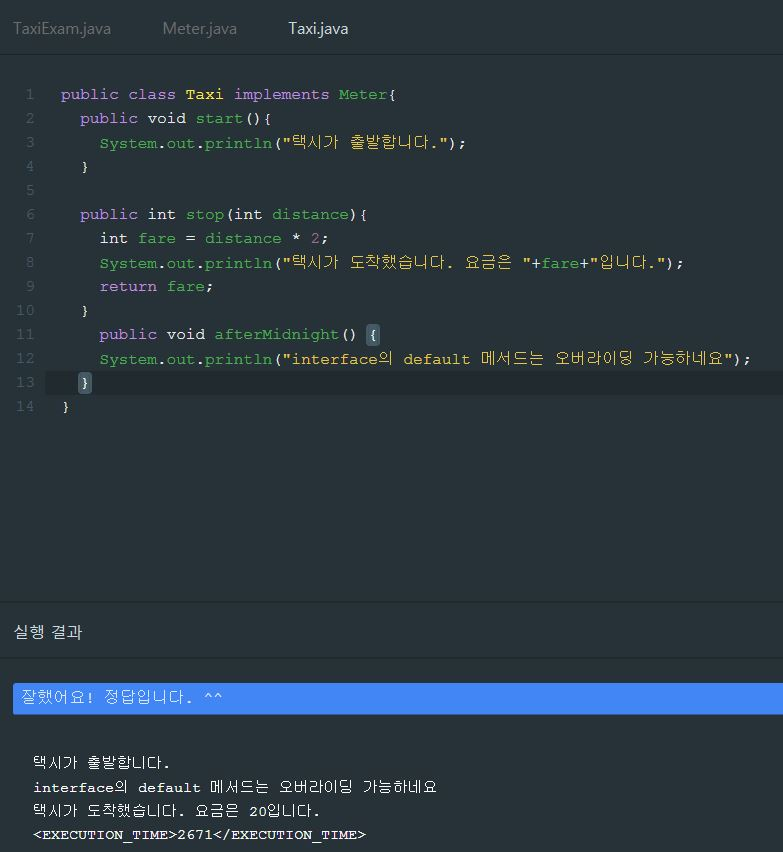 TaxiExam.java Meter.java Taxi.java
1 public class Taxi implements Meter{
2 public void start(){
3 System.out.println("택시가 출발합니다.");
4 }
5
6 public int stop(int distance){
7 int fare = distance * 2;
8 System.out.println("택시가 도착했습니다. 요금은 "+fare+"입니다.");
9 return fare;
10 }
11 public void afterMidnight() {
12 System.out.println("interface의 default 메서드는 오버라이딩 가능하네요");
13 }
14 }
실행 결과
잘했어요! 정답입니다. ^^
택시가 출발합니다.
interface의 default 메서드는 오버라이딩 가능하네요
택시가 도착했습니다. 요금은 20입니다.
<EXECUTION_TIME>2671</EXECUTION_TIME>